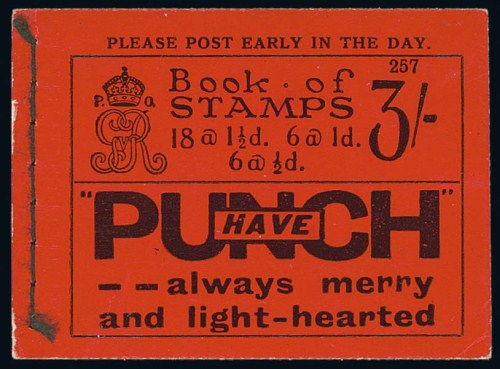 PLEASE POST EARLY IN THE DAY.
257
P. O.
GR
Book · of
STAMPS
3/-
18 @ 1½d. 6 @ 1d.
6 @ ½d.
"PUNCH"
HAVE
-- always merry
and light-hearted